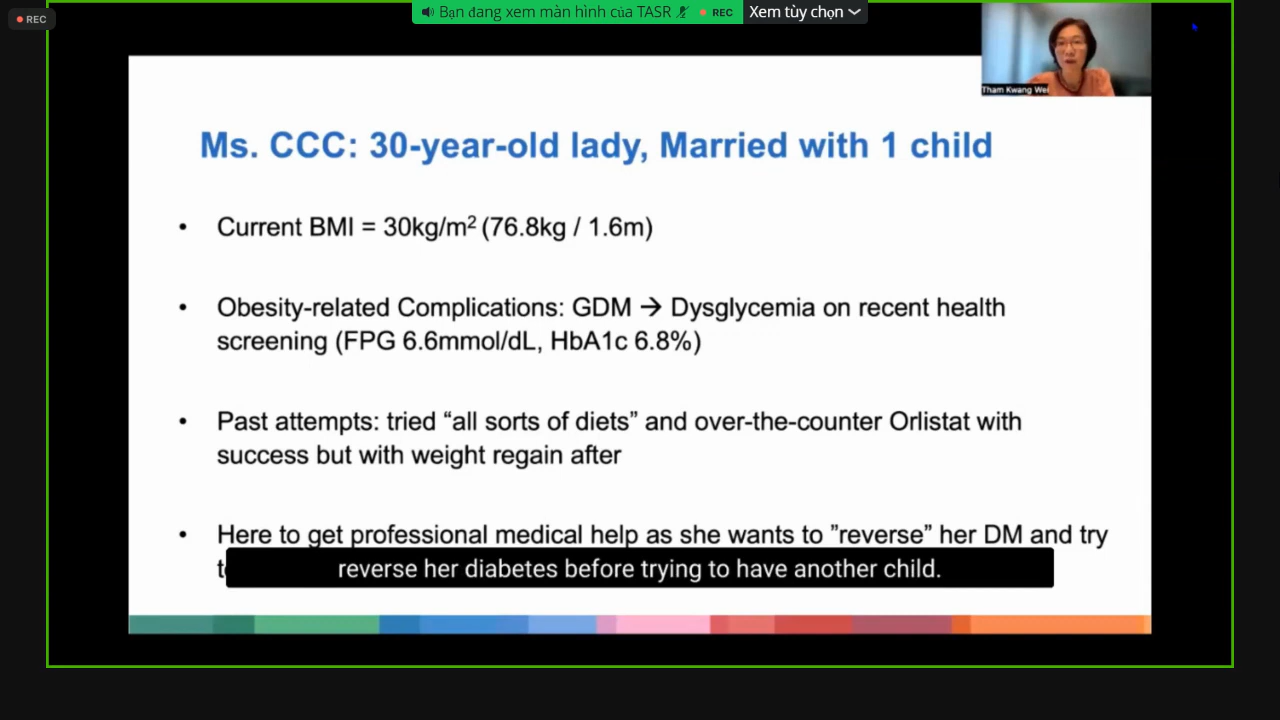 REC
Bạn đang xem màn hình của TASR
REC
Xem tùy chọn
Tham Kwang Wei
Ms. CCC: 30-year-old lady, Married with 1 child
• Current BMI = 30kg/m² (76.8kg / 1.6m)
• Obesity-related Complications: GDM → Dysglycemia on recent health
screening (FPG 6.6mmol/dL, HbA1c 6.8%)
• Past attempts: tried “all sorts of diets” and over-the-counter Orlistat with
success but with weight regain after
• Here to get professional medical help as she wants to ”reverse” her DM and try
reverse her diabetes before trying to have another child.